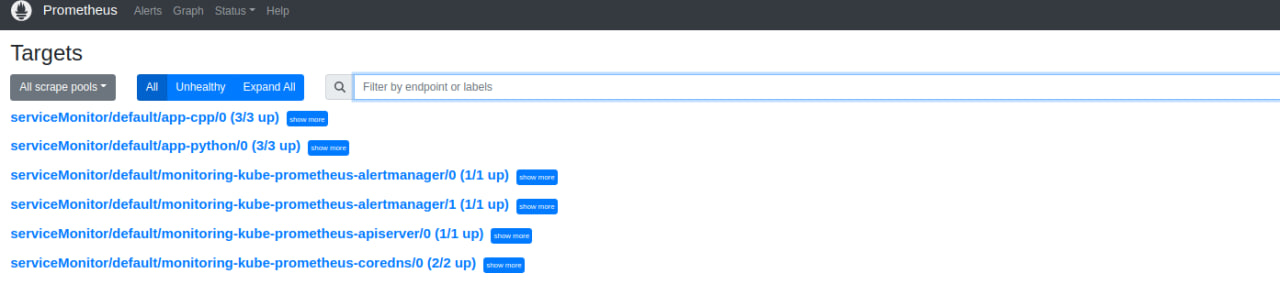 Prometheus Alerts Graph Status Help
Targets
All scrape pools All Unhealthy Expand All Filter by endpoint or labels
serviceMonitor/default/app-cpp/0 (3/3 up) show more
serviceMonitor/default/app-python/0 (3/3 up) show more
serviceMonitor/default/monitoring-kube-prometheus-alertmanager/0 (1/1 up) show more
serviceMonitor/default/monitoring-kube-prometheus-alertmanager/1 (1/1 up) show more
serviceMonitor/default/monitoring-kube-prometheus-apiserver/0 (1/1 up) show more
serviceMonitor/default/monitoring-kube-prometheus-coredns/0 (2/2 up) show more